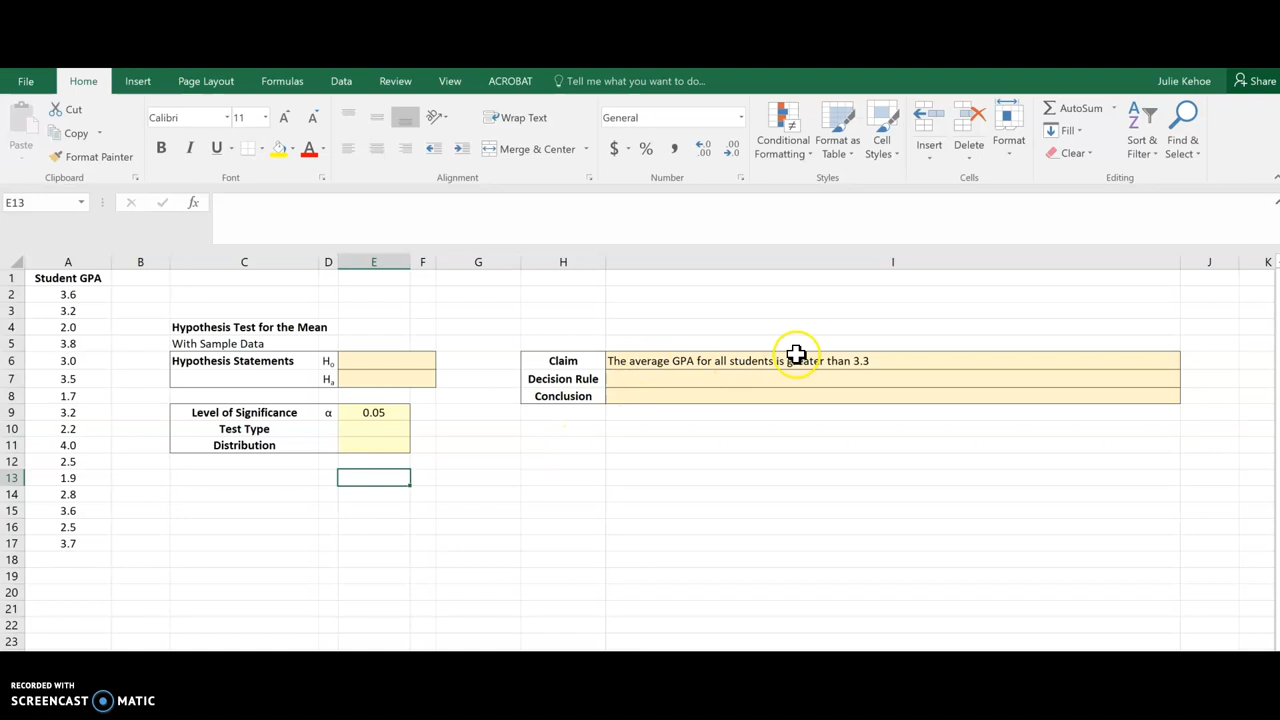 File Home Insert Page Layout Formulas Data Review View ACROBAT Tell me what you want to do... Julie Kehoe Share
Paste Cut Copy Format Painter Clipboard
Calibri 11 A A B I U A Font
Wrap Text Merge & Center Alignment
General $ % , .0 .00 .00 .0 Number
Conditional Formatting Format as Table Cell Styles Styles
Insert Delete Format Cells
AutoSum Fill Clear Sort & Filter Find & Select Editing
E13 fx
A B C D E F G H I J K
1 Student GPA
2 3.6
3 3.2
4 2.0 Hypothesis Test for the Mean
5 3.8 With Sample Data
6 3.0 Hypothesis Statements Ho Claim The average GPA for all students is greater than 3.3
7 3.5 Ha Decision Rule
8 1.7 Conclusion
9 3.2 Level of Significance α 0.05
10 2.2 Test Type
11 4.0 Distribution
12 2.5
13 1.9
14 2.8
15 3.6
16 2.5
17 3.7
18
19
20
21
22
23
RECORDED WITH
SCREENCAST MATIC